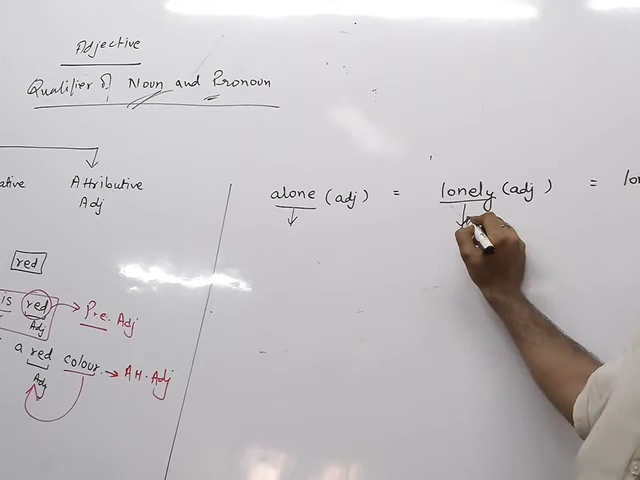 Adjective
Qualifier of Noun and Pronoun
Attributive
Adj
red
is red → Pre. Adj
Adj
a red colour. → Att. Adj
Adj
alone (adj) = lonely (adj) =